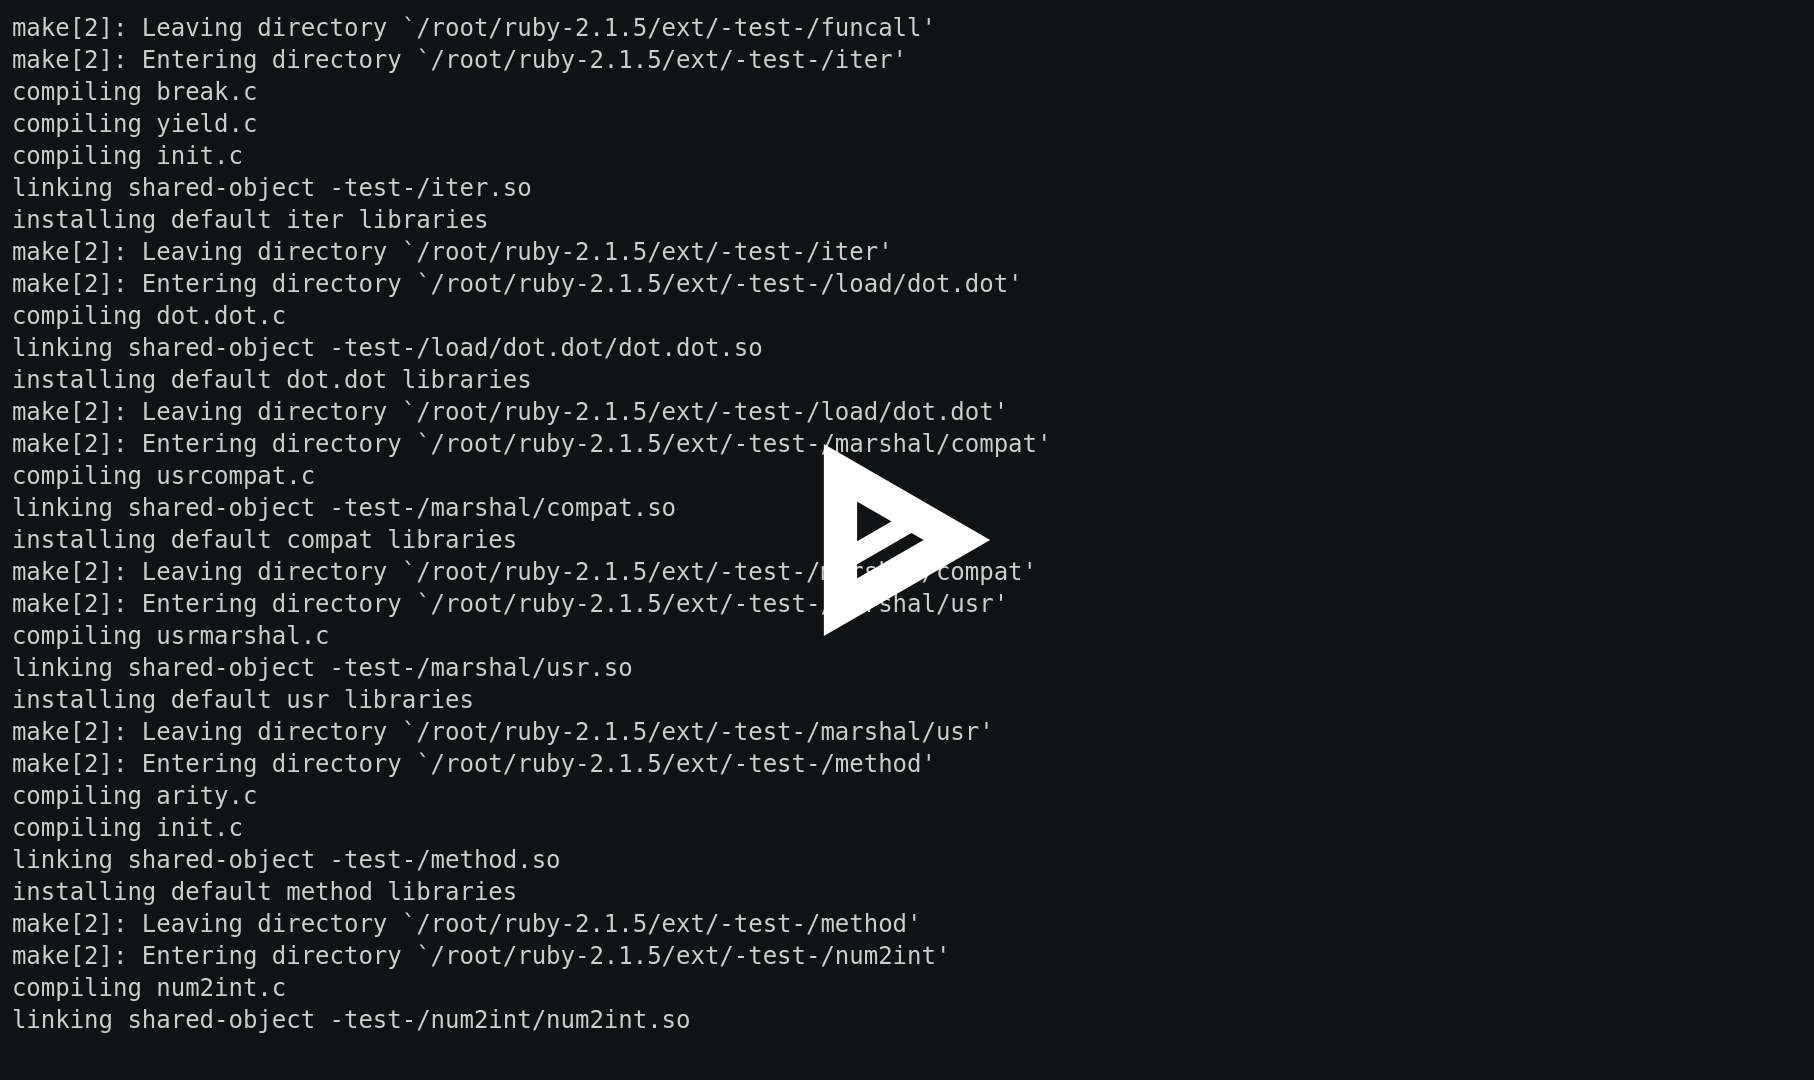 make[2]: Leaving directory `/root/ruby-2.1.5/ext/-test-/funcall'
make[2]: Entering directory `/root/ruby-2.1.5/ext/-test-/iter'
compiling break.c
compiling yield.c
compiling init.c
linking shared-object -test-/iter.so
installing default iter libraries
make[2]: Leaving directory `/root/ruby-2.1.5/ext/-test-/iter'
make[2]: Entering directory `/root/ruby-2.1.5/ext/-test-/load/dot.dot'
compiling dot.dot.c
linking shared-object -test-/load/dot.dot/dot.dot.so
installing default dot.dot libraries
make[2]: Leaving directory `/root/ruby-2.1.5/ext/-test-/load/dot.dot'
make[2]: Entering directory `/root/ruby-2.1.5/ext/-test-/marshal/compat'
compiling usrcompat.c
linking shared-object -test-/marshal/compat.so
installing default compat libraries
make[2]: Leaving directory `/root/ruby-2.1.5/ext/-test-/marshal/compat'
make[2]: Entering directory `/root/ruby-2.1.5/ext/-test-/marshal/usr'
compiling usrmarshal.c
linking shared-object -test-/marshal/usr.so
installing default usr libraries
make[2]: Leaving directory `/root/ruby-2.1.5/ext/-test-/marshal/usr'
make[2]: Entering directory `/root/ruby-2.1.5/ext/-test-/method'
compiling arity.c
compiling init.c
linking shared-object -test-/method.so
installing default method libraries
make[2]: Leaving directory `/root/ruby-2.1.5/ext/-test-/method'
make[2]: Entering directory `/root/ruby-2.1.5/ext/-test-/num2int'
compiling num2int.c
linking shared-object -test-/num2int/num2int.so